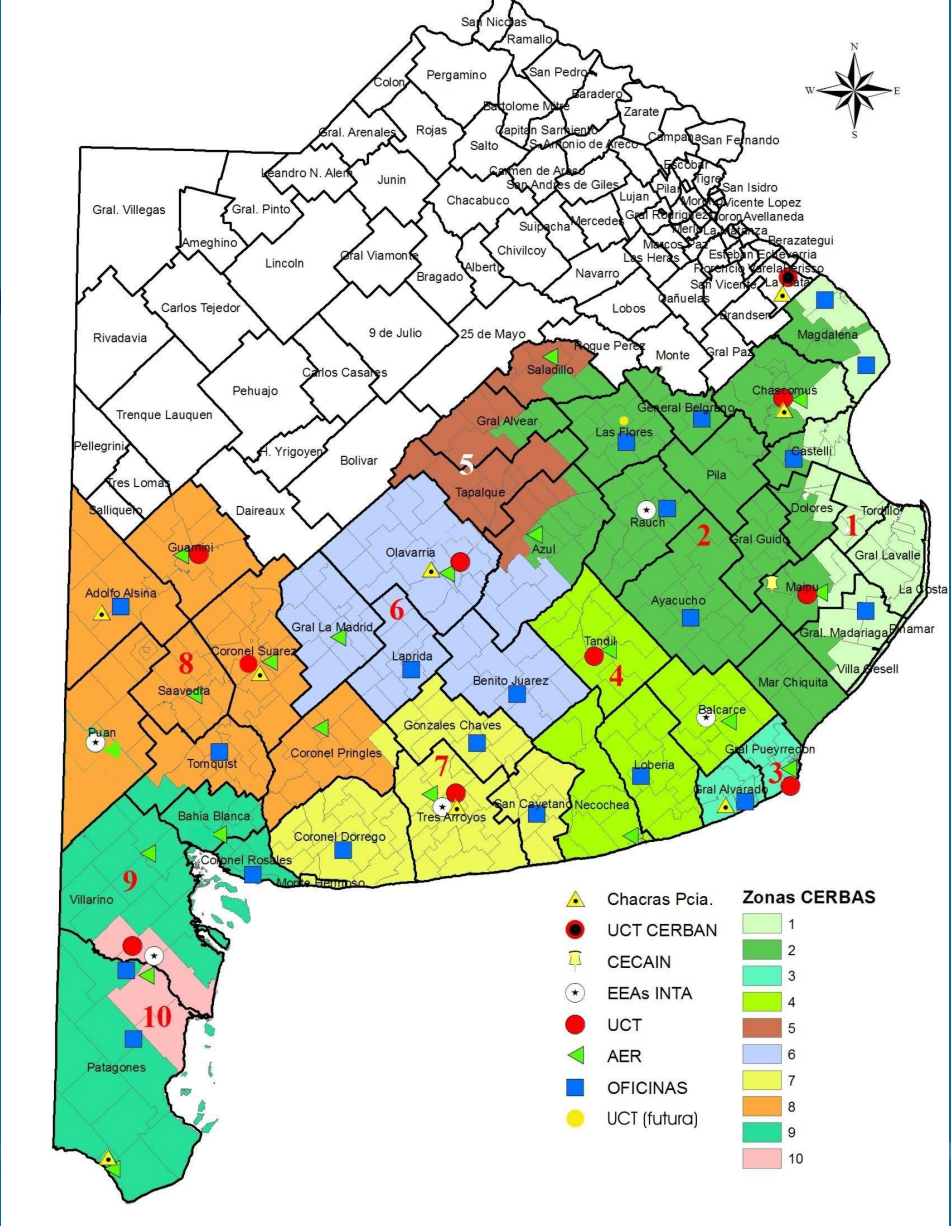 San Nicolas
Ramallo
N
San Pedro
Pergamino
Colon
W
E
Baradero
Bartolome Mitre
Zarate
S
Gral. Arenales
Rojas
Capitan Sarmiento
Campana
San Fernando
Salto
S. Antonio de Areco
Leandro N. Alem
Carmen de Areco
Escobar
Junin
San Andres de Giles
Tigre
Pilar
San Isidro
Gral. Villegas
Gral. Pinto
Chacabuco
Lujan
Vicente Lopez
Mercedes
Gral Rodriguez
Moron
Avellaneda
Ameghino
Suipacha
Merlo
La Matanza
Gral Viamonte
Chivilcoy
Marcos Paz
Berazategui
Lincoln
Alberti
Las Heras
Esteban Echeverria
Bragado
Navarro
Florencio Varela
San Vicente
La Plata
Cañuelas
Carlos Tejedor
Lobos
Brandsen
Rivadavia
9 de Julio
25 de Mayo
Magdalena
Roque Perez
Monte
Gral Paz
Carlos Casares
Saladillo
Pehuajo
Chascomus
Trenque Lauquen
General Belgrano
Gral Alvear
Las Flores
Pellegrini
H. Yrigoyen
Castelli
Bolivar
5
Pila
Tres Lomas
Tapalque
Salliquelo
Daireaux
Dolores
Tordillo
Rauch
1
2
Gral Guido
Guamini
Olavarria
Azul
Gral Lavalle
Adolfo Alsina
Maipu
La Costa
6
Ayacucho
Gral La Madrid
Gral. Madariaga
Pinamar
Coronel Suarez
Laprida
Tandil
8
4
Villa Gesell
Saavedra
Benito Juarez
Mar Chiquita
Balcarce
Puan
Gonzales Chaves
Coronel Pringles
Gral Pueyrredon
Tornquist
7
Loberia
3
Gral Alvarado
San Cayetano
Necochea
Bahia Blanca
Tres Arroyos
Coronel Dorrego
Coronel Rosales
9
Monte Hermoso
Villarino
10
Patagones
Chacras Pcia.
UCT CERBAN
CECAIN
EEAs INTA
UCT
AER
OFICINAS
UCT (futura)
Zonas CERBAS
1
2
3
4
5
6
7
8
9
10